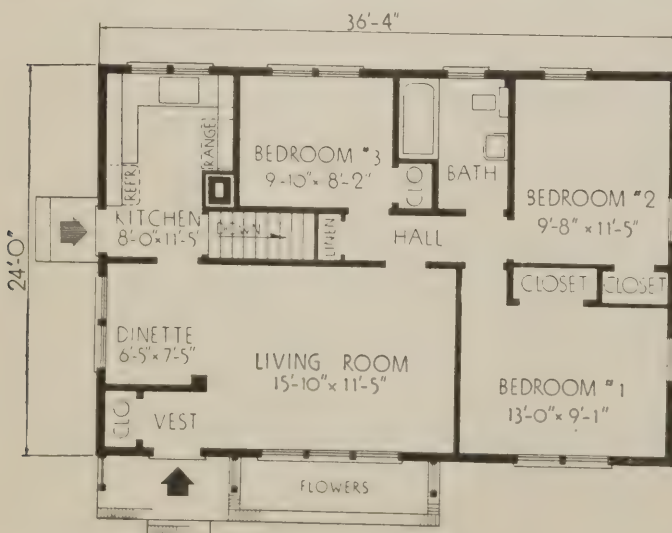 36'-4"
24'-0"
REFR
RANGE
KITCHEN
8'-0" x 11'-5"
BEDROOM #3
9'-10" x 8'-2"
CLO
BATH
BEDROOM #2
9'-8" x 11'-5"
DOWN
LINEN
HALL
CLOSET
CLOSET
DINETTE
6'-5" x 7'-5"
LIVING ROOM
15'-10" x 11'-5"
BEDROOM #1
13'-0" x 9'-1"
CLO
VEST
FLOWERS